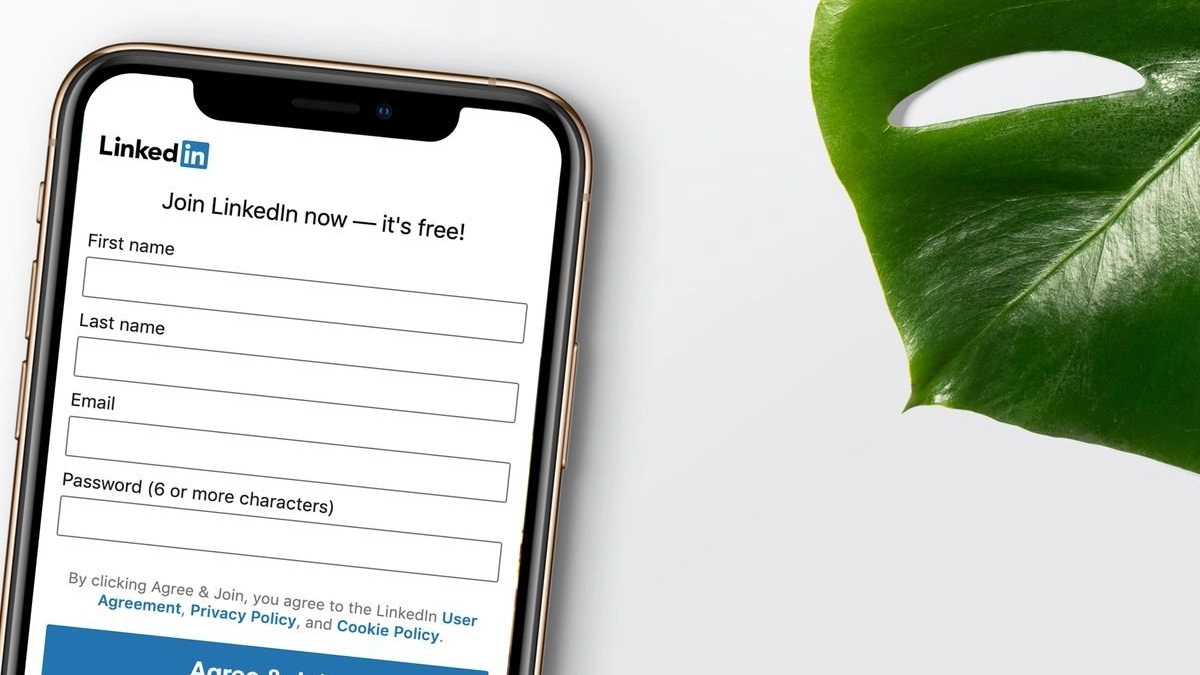 Linked in
Join LinkedIn now — it's free!
First name
Last name
Email
Password (6 or more characters)
By clicking Agree & Join, you agree to the LinkedIn User
Agreement, Privacy Policy, and Cookie Policy.
Agree &